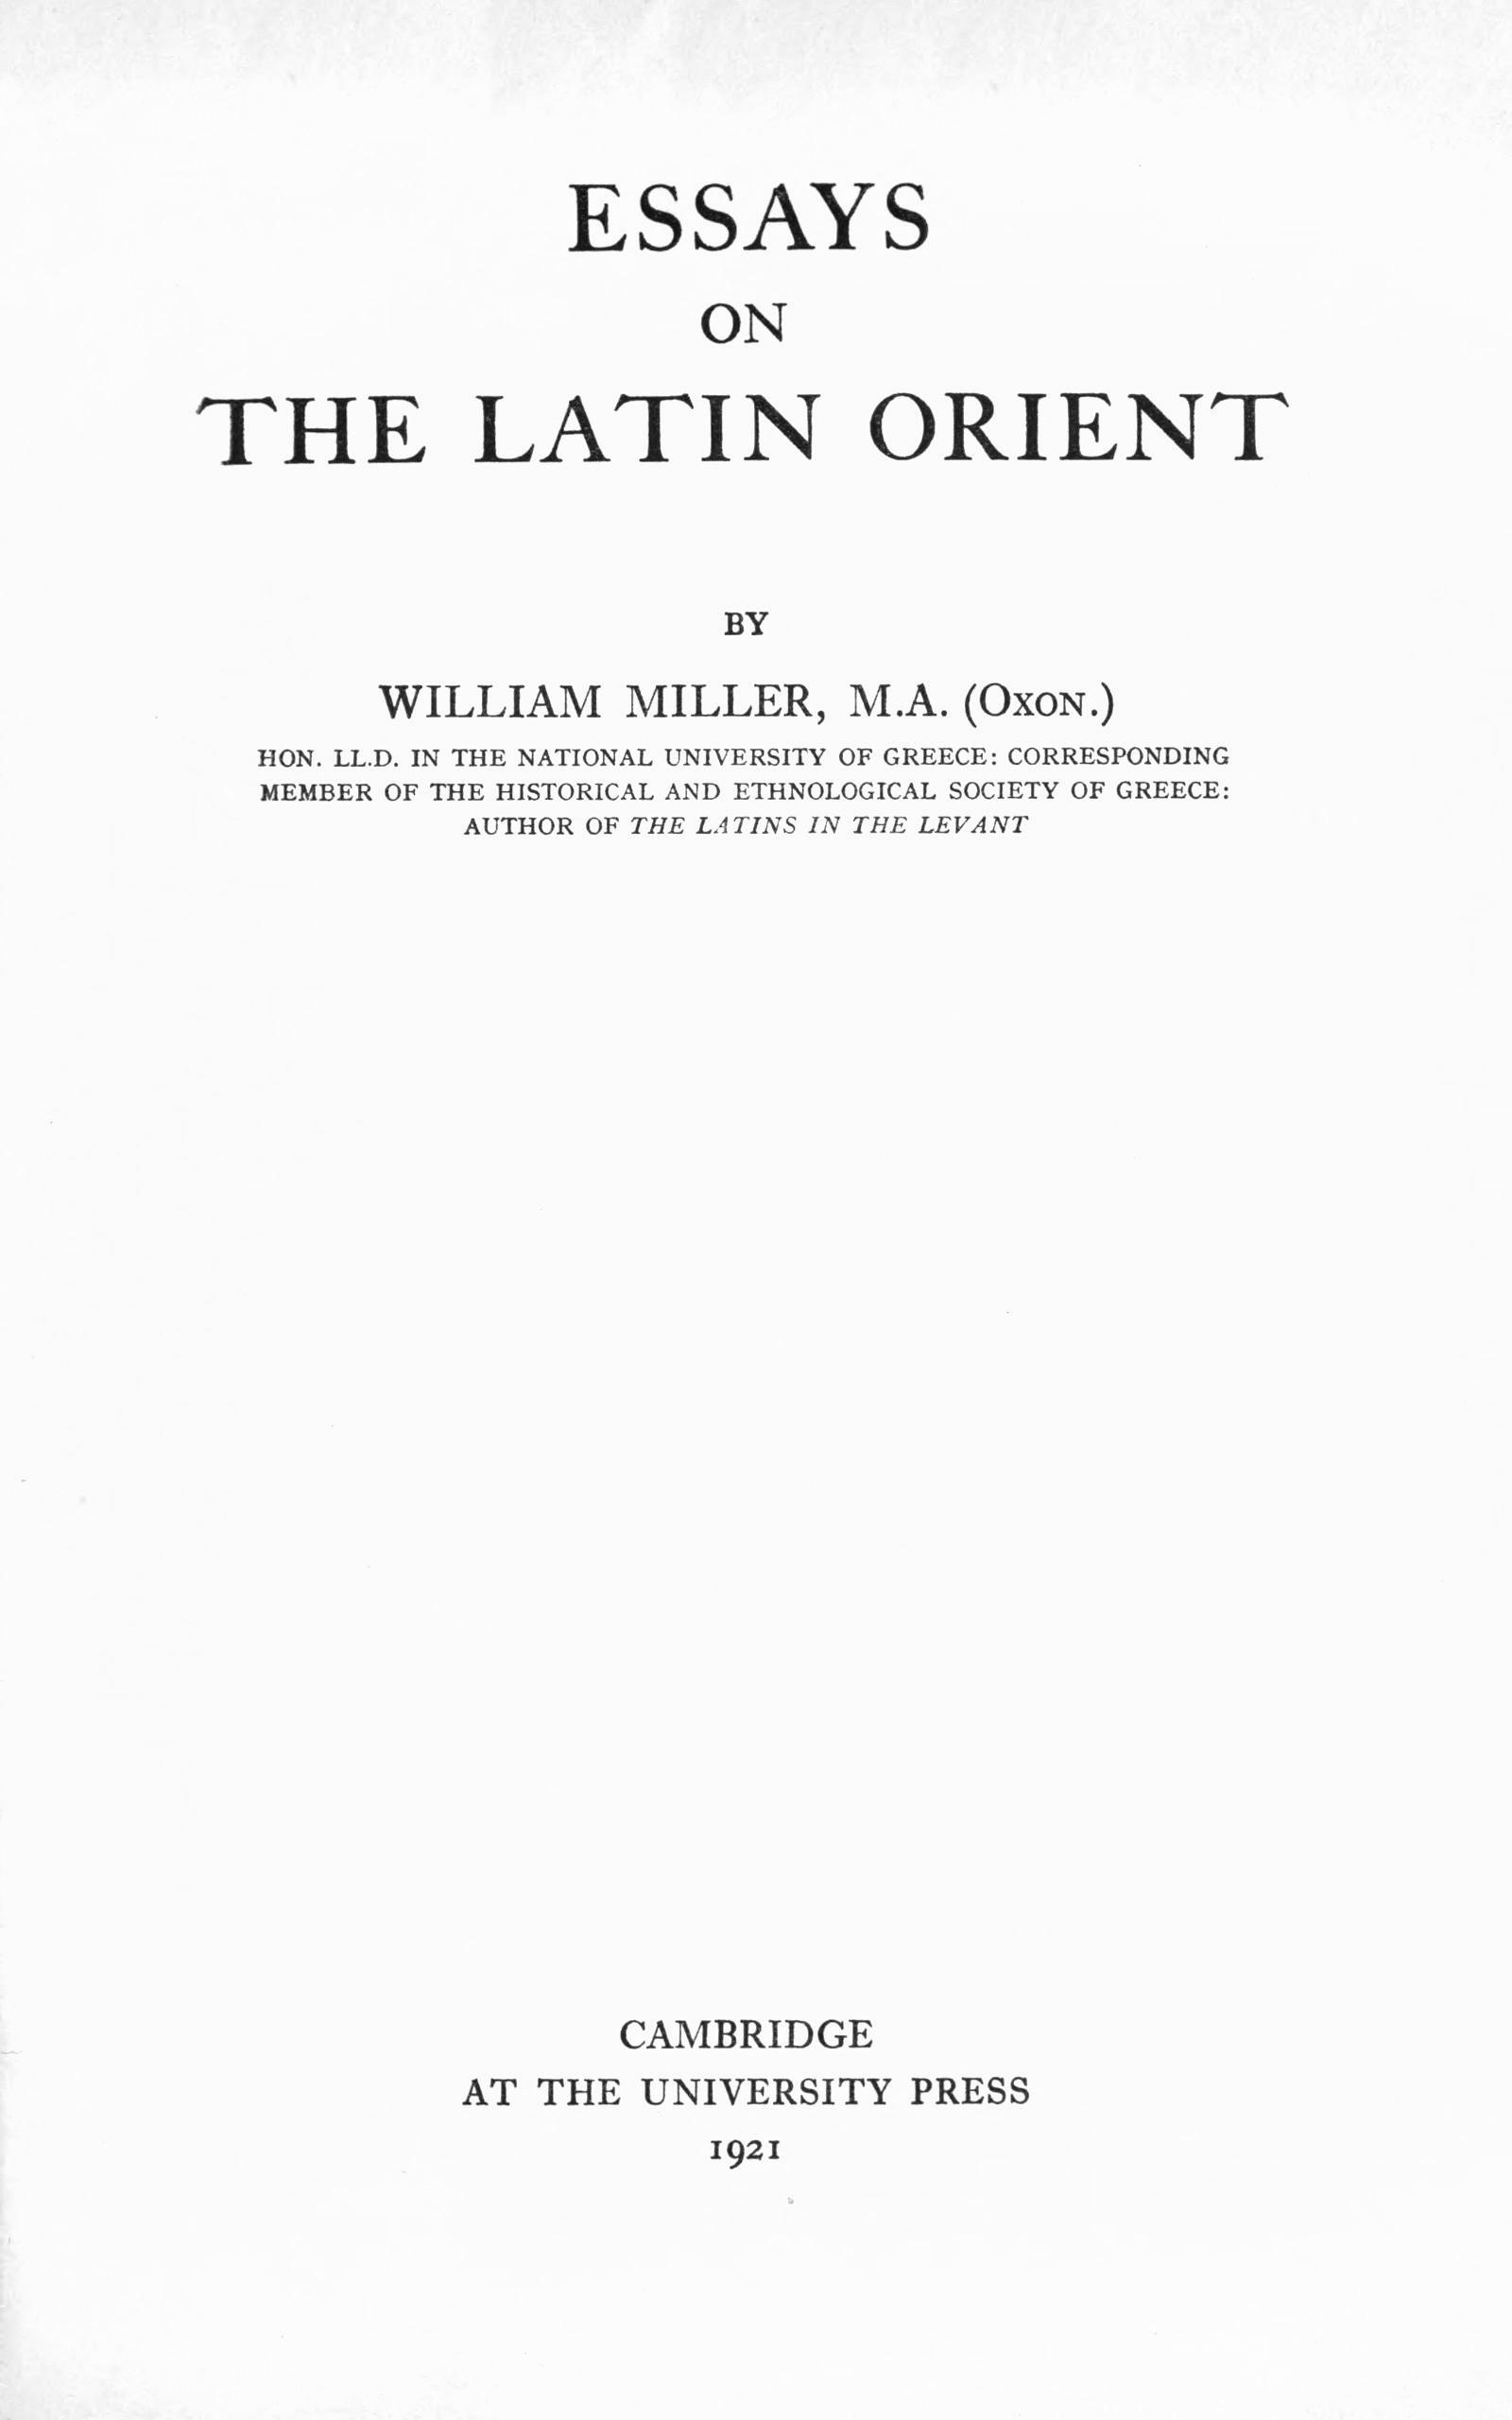 ESSAYS
ON
THE LATIN ORIENT
BY
WILLIAM MILLER, M.A. (OXON.)
HON. LL.D. IN THE NATIONAL UNIVERSITY OF GREECE: CORRESPONDING
MEMBER OF THE HISTORICAL AND ETHNOLOGICAL SOCIETY OF GREECE:
AUTHOR OF THE LATINS IN THE LEVANT
CAMBRIDGE
AT THE UNIVERSITY PRESS
1921